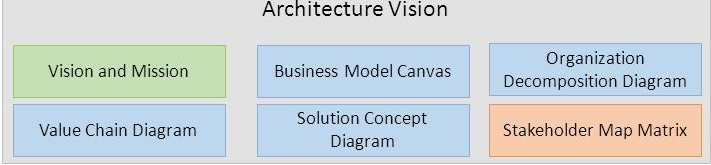 Architecture Vision
Vision and Mission
Business Model Canvas
Organization
Decomposition Diagram
Value Chain Diagram
Solution Concept
Diagram
Stakeholder Map Matrix